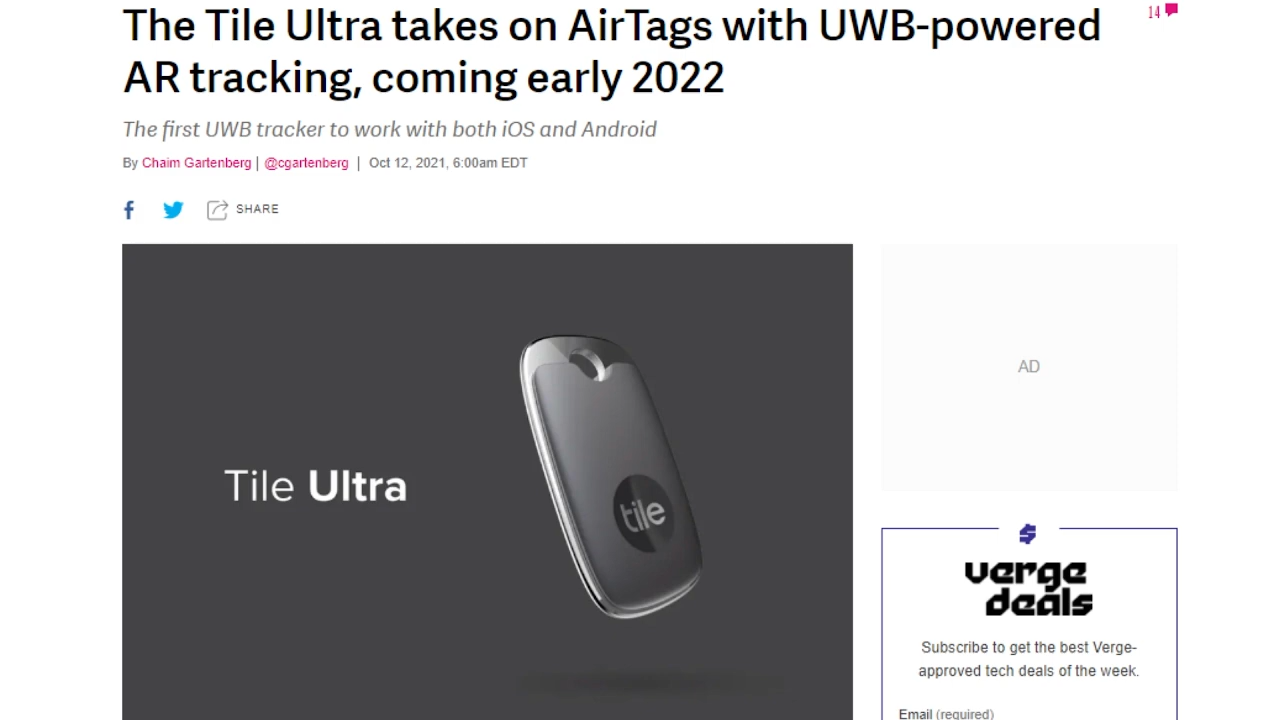 The Tile Ultra takes on AirTags with UWB-powered
14
AR tracking, coming early 2022
The first UWB tracker to work with both iOS and Android
By Chaim Gartenberg | @cgartenberg | Oct 12, 2021, 6:00am EDT
SHARE
Tile Ultra
tile
AD
verge
deals
Subscribe to get the best Verge-
approved tech deals of the week.
Email (required)